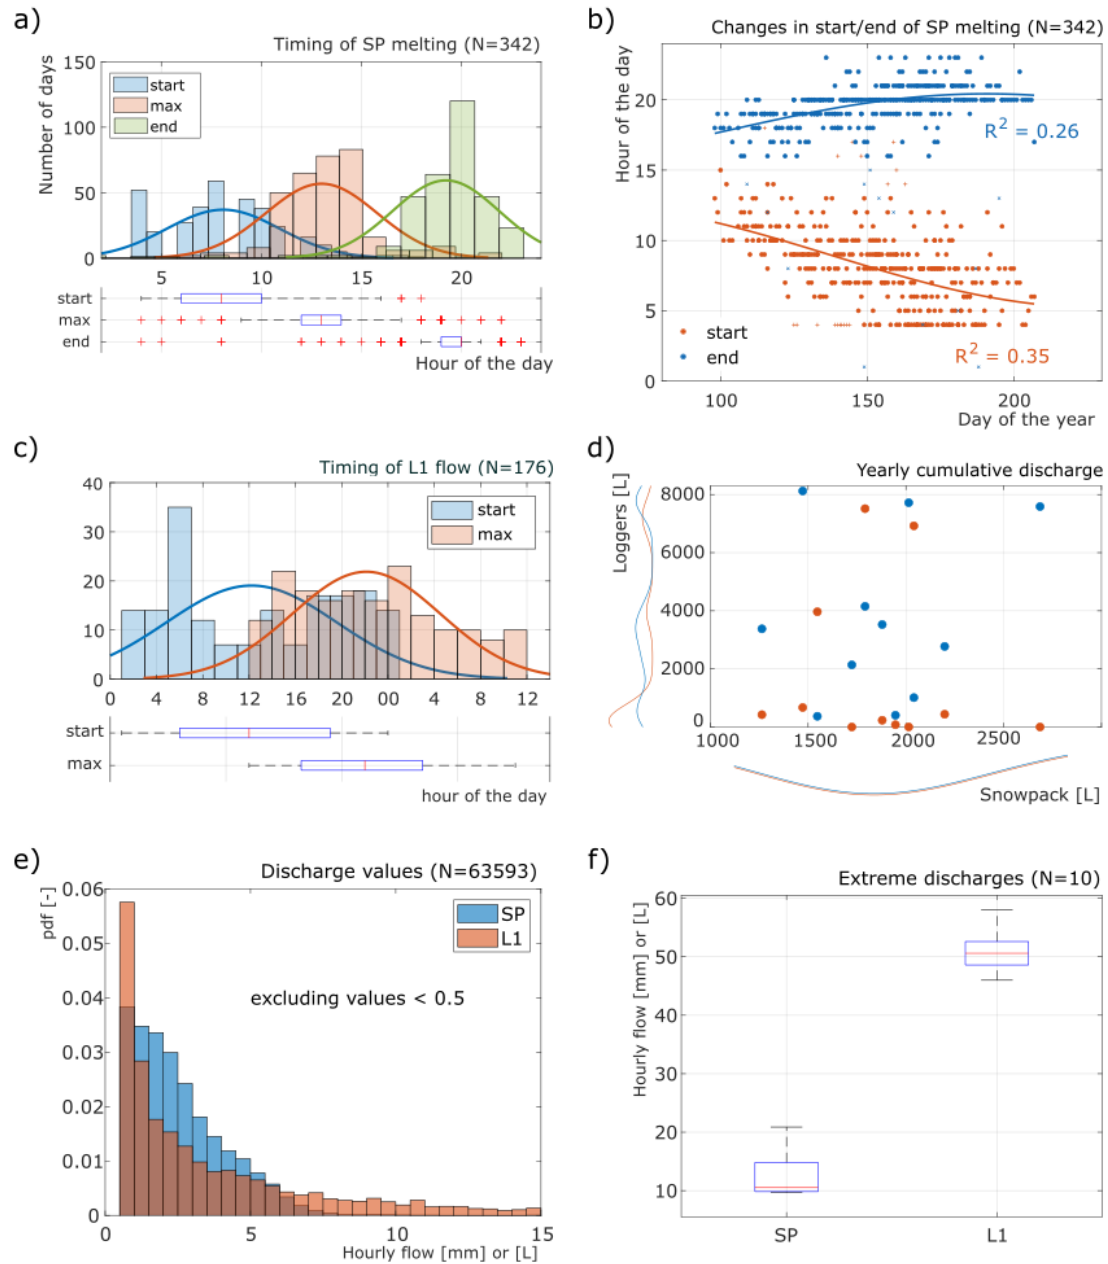 a)
Timing of SP melting (N=342)
150
100
50
0
Number of days
start
max
end
5
10
15
20
start
max
end
Hour of the day
b)
Changes in start/end of SP melting (N=342)
20
15
10
5
0
Hour of the day
R² = 0.26
start
end
R² = 0.35
100
150
200
Day of the year
c)
Timing of L1 flow (N=176)
40
30
20
10
0
start
max
0 4 8 12 16 20 00 04 8 12
start
max
hour of the day
d)
Yearly cumulative discharge
Loggers [L]
8000
6000
4000
2000
0
1000
1500
2000
2500
Snowpack [L]
e)
Discharge values (N=63593)
pdf [-]
0.06
0.05
0.04
0.03
0.02
0.01
0
SP
L1
excluding values < 0.5
0
5
10
15
Hourly flow [mm] or [L]
f)
Extreme discharges (N=10)
Hourly flow [mm] or [L]
60
50
40
30
20
10
SP
L1